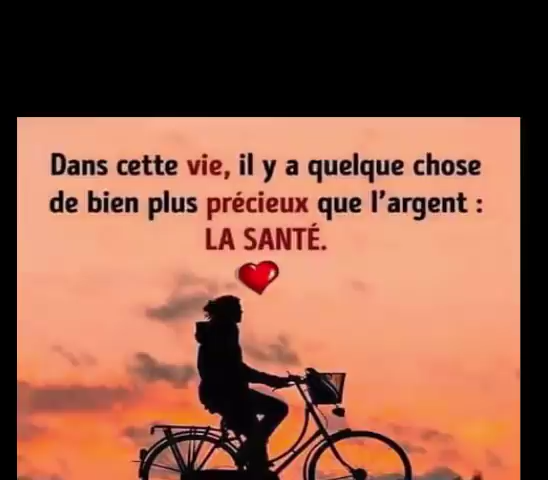 Dans cette vie, il y a quelque chose
de bien plus précieux que l'argent :
LA SANTÉ.